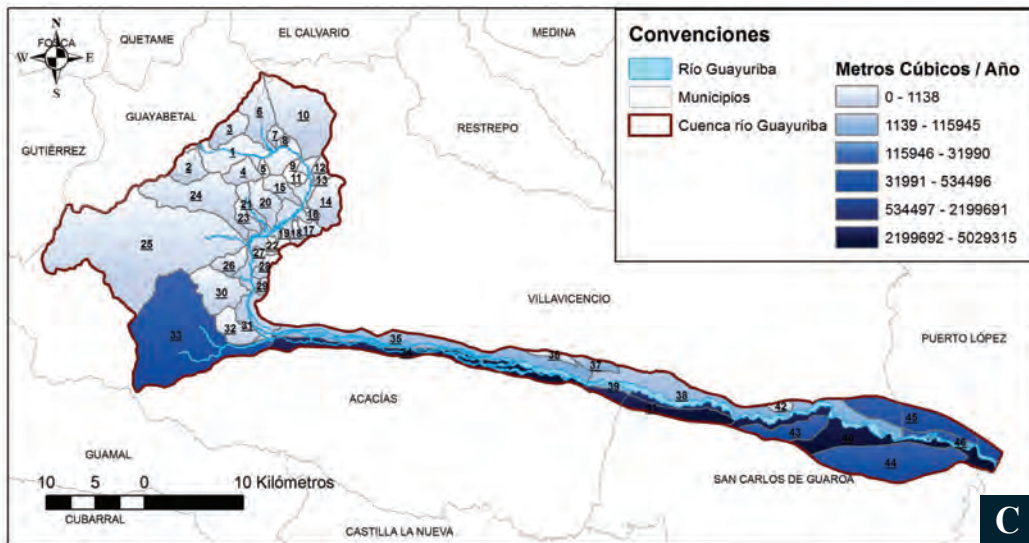 N
FOSCA
W E
S
QUETAME
EL CALVARIO
MEDINA
GUAYABETAL
RESTREPO
GUTIÉRREZ
Convenciones
Río Guayuriba
Municipios
Cuenca río Guayuriba
Metros Cúbicos / Año
0 - 1138
1139 - 115945
115946 - 31990
31991 - 534496
534497 - 2199691
2199692 - 5029315
6
10
3
7
8
1
2
4
5
9
12
11
13
15
24
21
20
14
23
16
19
18
17
25
22
27
26
28
29
30
VILLAVICENCIO
31
32
33
35
34
36
37
PUERTO LÓPEZ
39
38
42
45
43
46
44
ACACÍAS
GUAMAL
SAN CARLOS DE GUAROA
10 5 0 10 Kilómetros
CUBARRAL
CASTILLA LA NUEVA
C